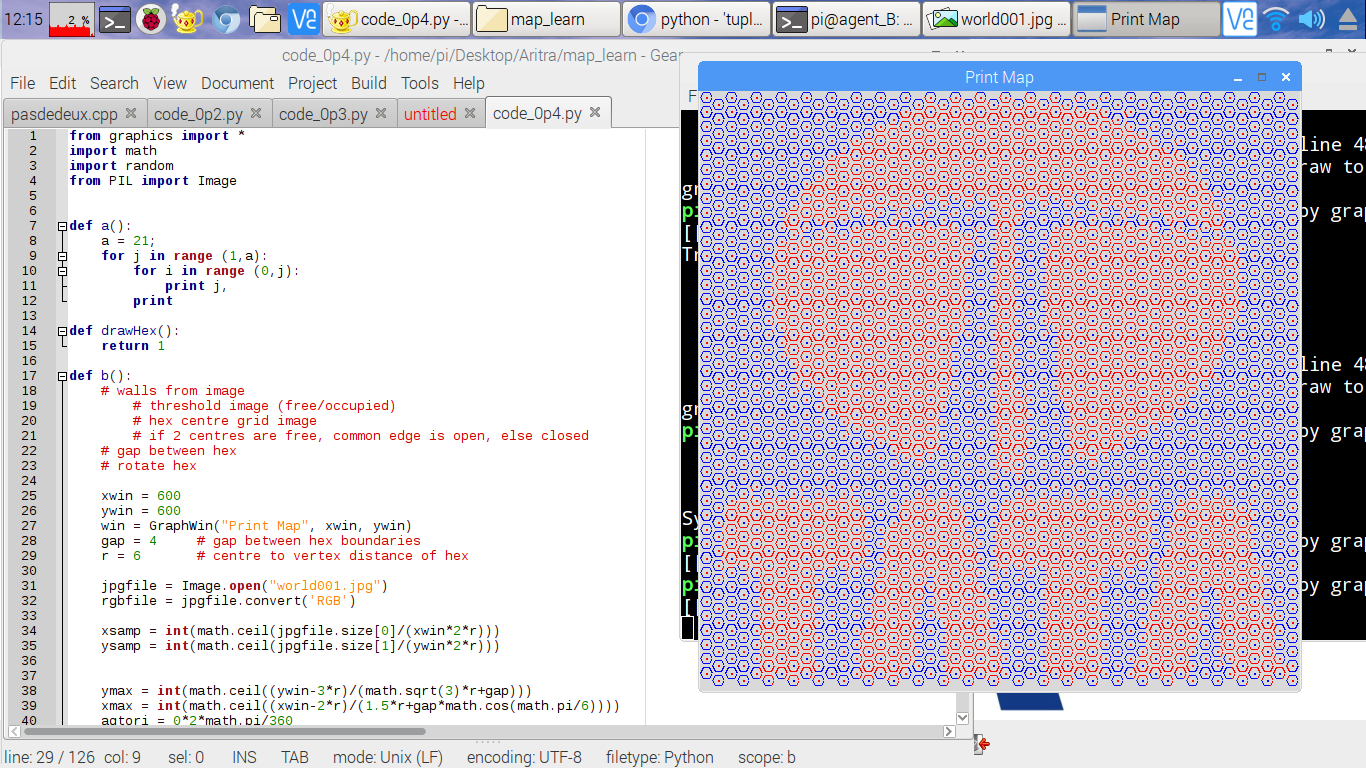 12:15 2 % code_0p4.py -... map_learn python - 'tupl... pi@agent_B: ... world001.jpg ... Print Map
code_0p4.py - /home/pi/Desktop/Aritra/map_learn - Gea
File Edit Search View Document Project Build Tools Help
pasdedeux.cpp code_0p2.py code_0p3.py untitled code_0p4.py
Print Map
1 from graphics import *
2 import math
3 import random
4 from PIL import Image
5
6
7 def a():
8 a = 21;
9 for j in range (1,a):
10 for i in range (0,j):
11 print j,
12 print
13
14 def drawHex():
15 return 1
16
17 def b():
18 # walls from image
19 # threshold image (free/occupied)
20 # hex centre grid image
21 # if 2 centres are free, common edge is open, else closed
22 # gap between hex
23 # rotate hex
24
25 xwin = 600
26 ywin = 600
27 win = GraphWin("Print Map", xwin, ywin)
28 gap = 4 # gap between hex boundaries
29 r = 6 # centre to vertex distance of hex
30
31 jpgfile = Image.open("world001.jpg")
32 rgbfile = jpgfile.convert('RGB')
33
34 xsamp = int(math.ceil(jpgfile.size[0]/(xwin*2*r)))
35 ysamp = int(math.ceil(jpgfile.size[1]/(ywin*2*r)))
36
37
38 ymax = int(math.ceil((ywin-3*r)/(math.sqrt(3)*r+gap)))
39 xmax = int(math.ceil((xwin-2*r)/(1.5*r+gap*math.cos(math.pi/6))))
40 agtori = 0*2*math.pi/360
line 48
raw to
by grap
line 48
raw to
by grap
by grap
by grap
line: 29 / 126 col: 9 sel: 0 INS TAB mode: Unix (LF) encoding: UTF-8 filetype: Python scope: b